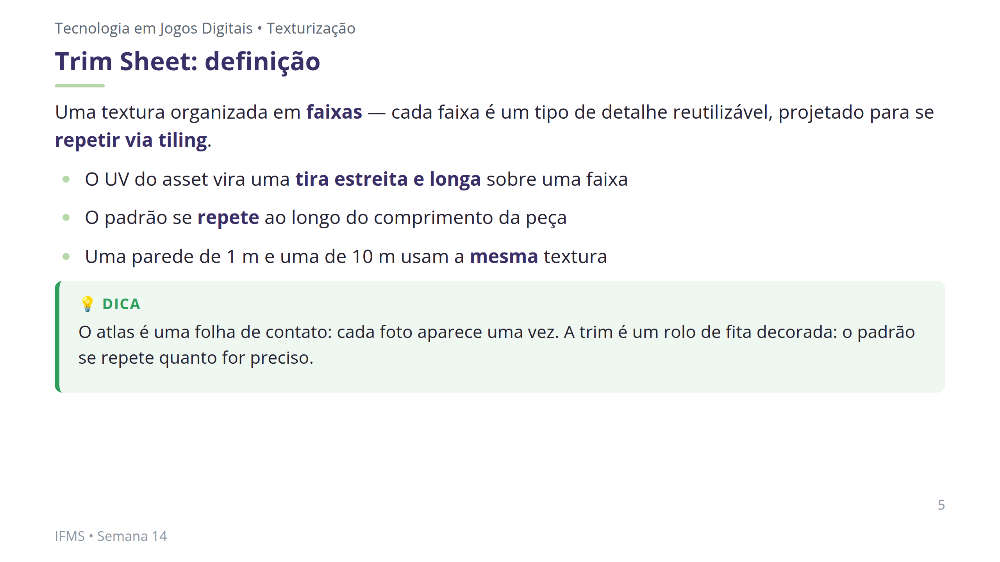 Tecnologia em Jogos Digitais • Texturização
Trim Sheet: definição
Uma textura organizada em faixas — cada faixa é um tipo de detalhe reutilizável, projetado para se
repetir via tiling.
O UV do asset vira uma tira estreita e longa sobre uma faixa
O padrão se repete ao longo do comprimento da peça
Uma parede de 1 m e uma de 10 m usam a mesma textura
💡 DICA
O atlas é uma folha de contato: cada foto aparece uma vez. A trim é um rolo de fita decorada: o padrão
se repete quanto for preciso.
5
IFMS • Semana 14